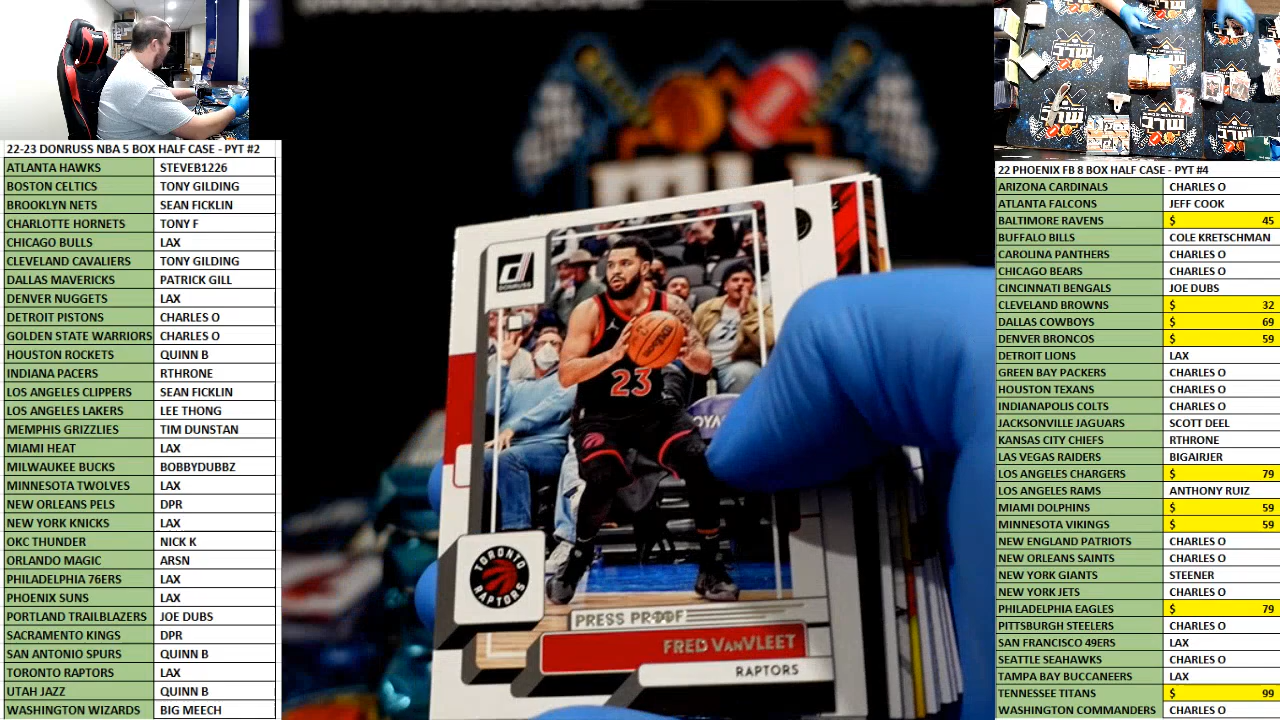 22-23 DONRUSS NBA 5 BOX HALF CASE - PYT #2
ATLANTA HAWKS STEVEB1226
BOSTON CELTICS TONY GILDING
BROOKLYN NETS SEAN FICKLIN
CHARLOTTE HORNETS TONY F
CHICAGO BULLS LAX
CLEVELAND CAVALIERS TONY GILDING
DALLAS MAVERICKS PATRICK GILL
DENVER NUGGETS LAX
DETROIT PISTONS CHARLES O
GOLDEN STATE WARRIORS CHARLES O
HOUSTON ROCKETS QUINN B
INDIANA PACERS RTHRONE
LOS ANGELES CLIPPERS SEAN FICKLIN
LOS ANGELES LAKERS LEE THONG
MEMPHIS GRIZZLIES TIM DUNSTAN
MIAMI HEAT LAX
MILWAUKEE BUCKS BOBBYDUBBZ
MINNESOTA TWOLVES LAX
NEW ORLEANS PELS DPR
NEW YORK KNICKS LAX
OKC THUNDER NICK K
ORLANDO MAGIC ARSN
PHILADELPHIA 76ERS LAX
PHOENIX SUNS LAX
PORTLAND TRAILBLAZERS JOE DUBS
SACRAMENTO KINGS DPR
SAN ANTONIO SPURS QUINN B
TORONTO RAPTORS LAX
UTAH JAZZ QUINN B
WASHINGTON WIZARDS BIG MEECH
DONRUSS
23
TORONTO
RAPTORS
PRESS PROOF
FRED VANVLEET
RAPTORS
22 PHOENIX FB 8 BOX HALF CASE - PYT #4
ARIZONA CARDINALS CHARLES O
ATLANTA FALCONS JEFF COOK
BALTIMORE RAVENS $ 45
BUFFALO BILLS COLE KRETSCHMAN
CAROLINA PANTHERS CHARLES O
CHICAGO BEARS CHARLES O
CINCINNATI BENGALS JOE DUBS
CLEVELAND BROWNS $ 32
DALLAS COWBOYS $ 69
DENVER BRONCOS $ 59
DETROIT LIONS LAX
GREEN BAY PACKERS CHARLES O
HOUSTON TEXANS CHARLES O
INDIANAPOLIS COLTS CHARLES O
JACKSONVILLE JAGUARS SCOTT DEEL
KANSAS CITY CHIEFS RTHRONE
LAS VEGAS RAIDERS BIGAIRJER
LOS ANGELES CHARGERS $ 79
LOS ANGELES RAMS ANTHONY RUIZ
MIAMI DOLPHINS $ 59
MINNESOTA VIKINGS $ 59
NEW ENGLAND PATRIOTS CHARLES O
NEW ORLEANS SAINTS CHARLES O
NEW YORK GIANTS STEENER
NEW YORK JETS CHARLES O
PHILADELPHIA EAGLES $ 79
PITTSBURGH STEELERS CHARLES O
SAN FRANCISCO 49ERS LAX
SEATTLE SEAHAWKS CHARLES O
TAMPA BAY BUCCANEERS LAX
TENNESSEE TITANS $ 99
WASHINGTON COMMANDERS CHARLES O